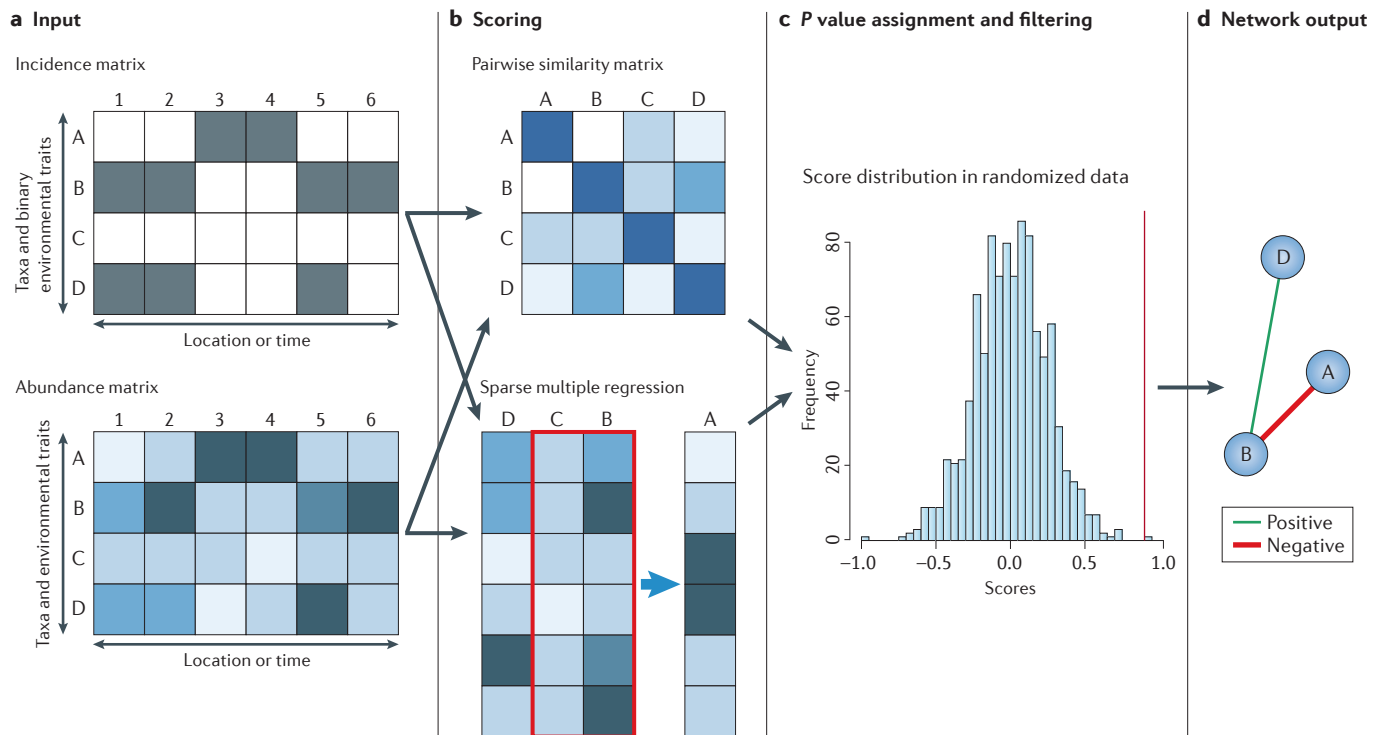 a Input
Incidence matrix
1 2 3 4 5 6
Taxa and binary
environmental traits
A
B
C
D
Location or time
Abundance matrix
1 2 3 4 5 6
Taxa and environmental traits
A
B
C
D
Location or time
b Scoring
Pairwise similarity matrix
A B C D
A
B
C
D
Sparse multiple regression
D C B A
c P value assignment and filtering
Score distribution in randomized data
Frequency
80
60
40
20
0
−1.0 −0.5 0.0 0.5 1.0
Scores
d Network output
D
A
B
Positive
Negative